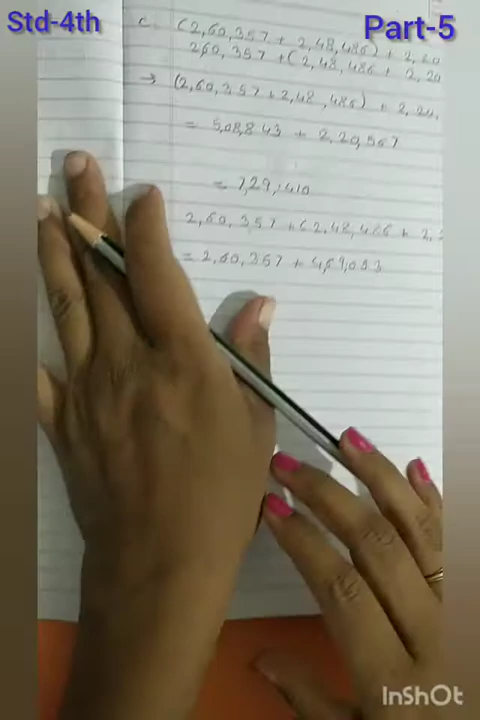 Std-4th
Part-5
c. (2,60,357 + 2,48,486) + 2,20
260,357 + (2,48,486 + 2,20
→ (2,60,357 + 2,48,486) + 2,20,
= 5,08,843 + 2,20,567
= 7,29,410
2,60,357 + (2,48,486 + 2,
= 2,60,357 + 4,69,053
InShOt